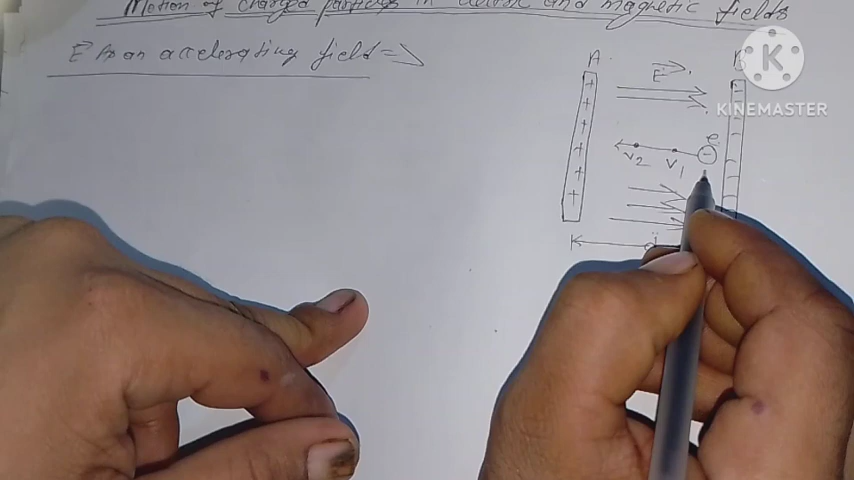 Motion of charged particles in electric and magnetic fields
E As an accelerating field =>
A
B
E
KINEMASTER
e
V2
V1
d